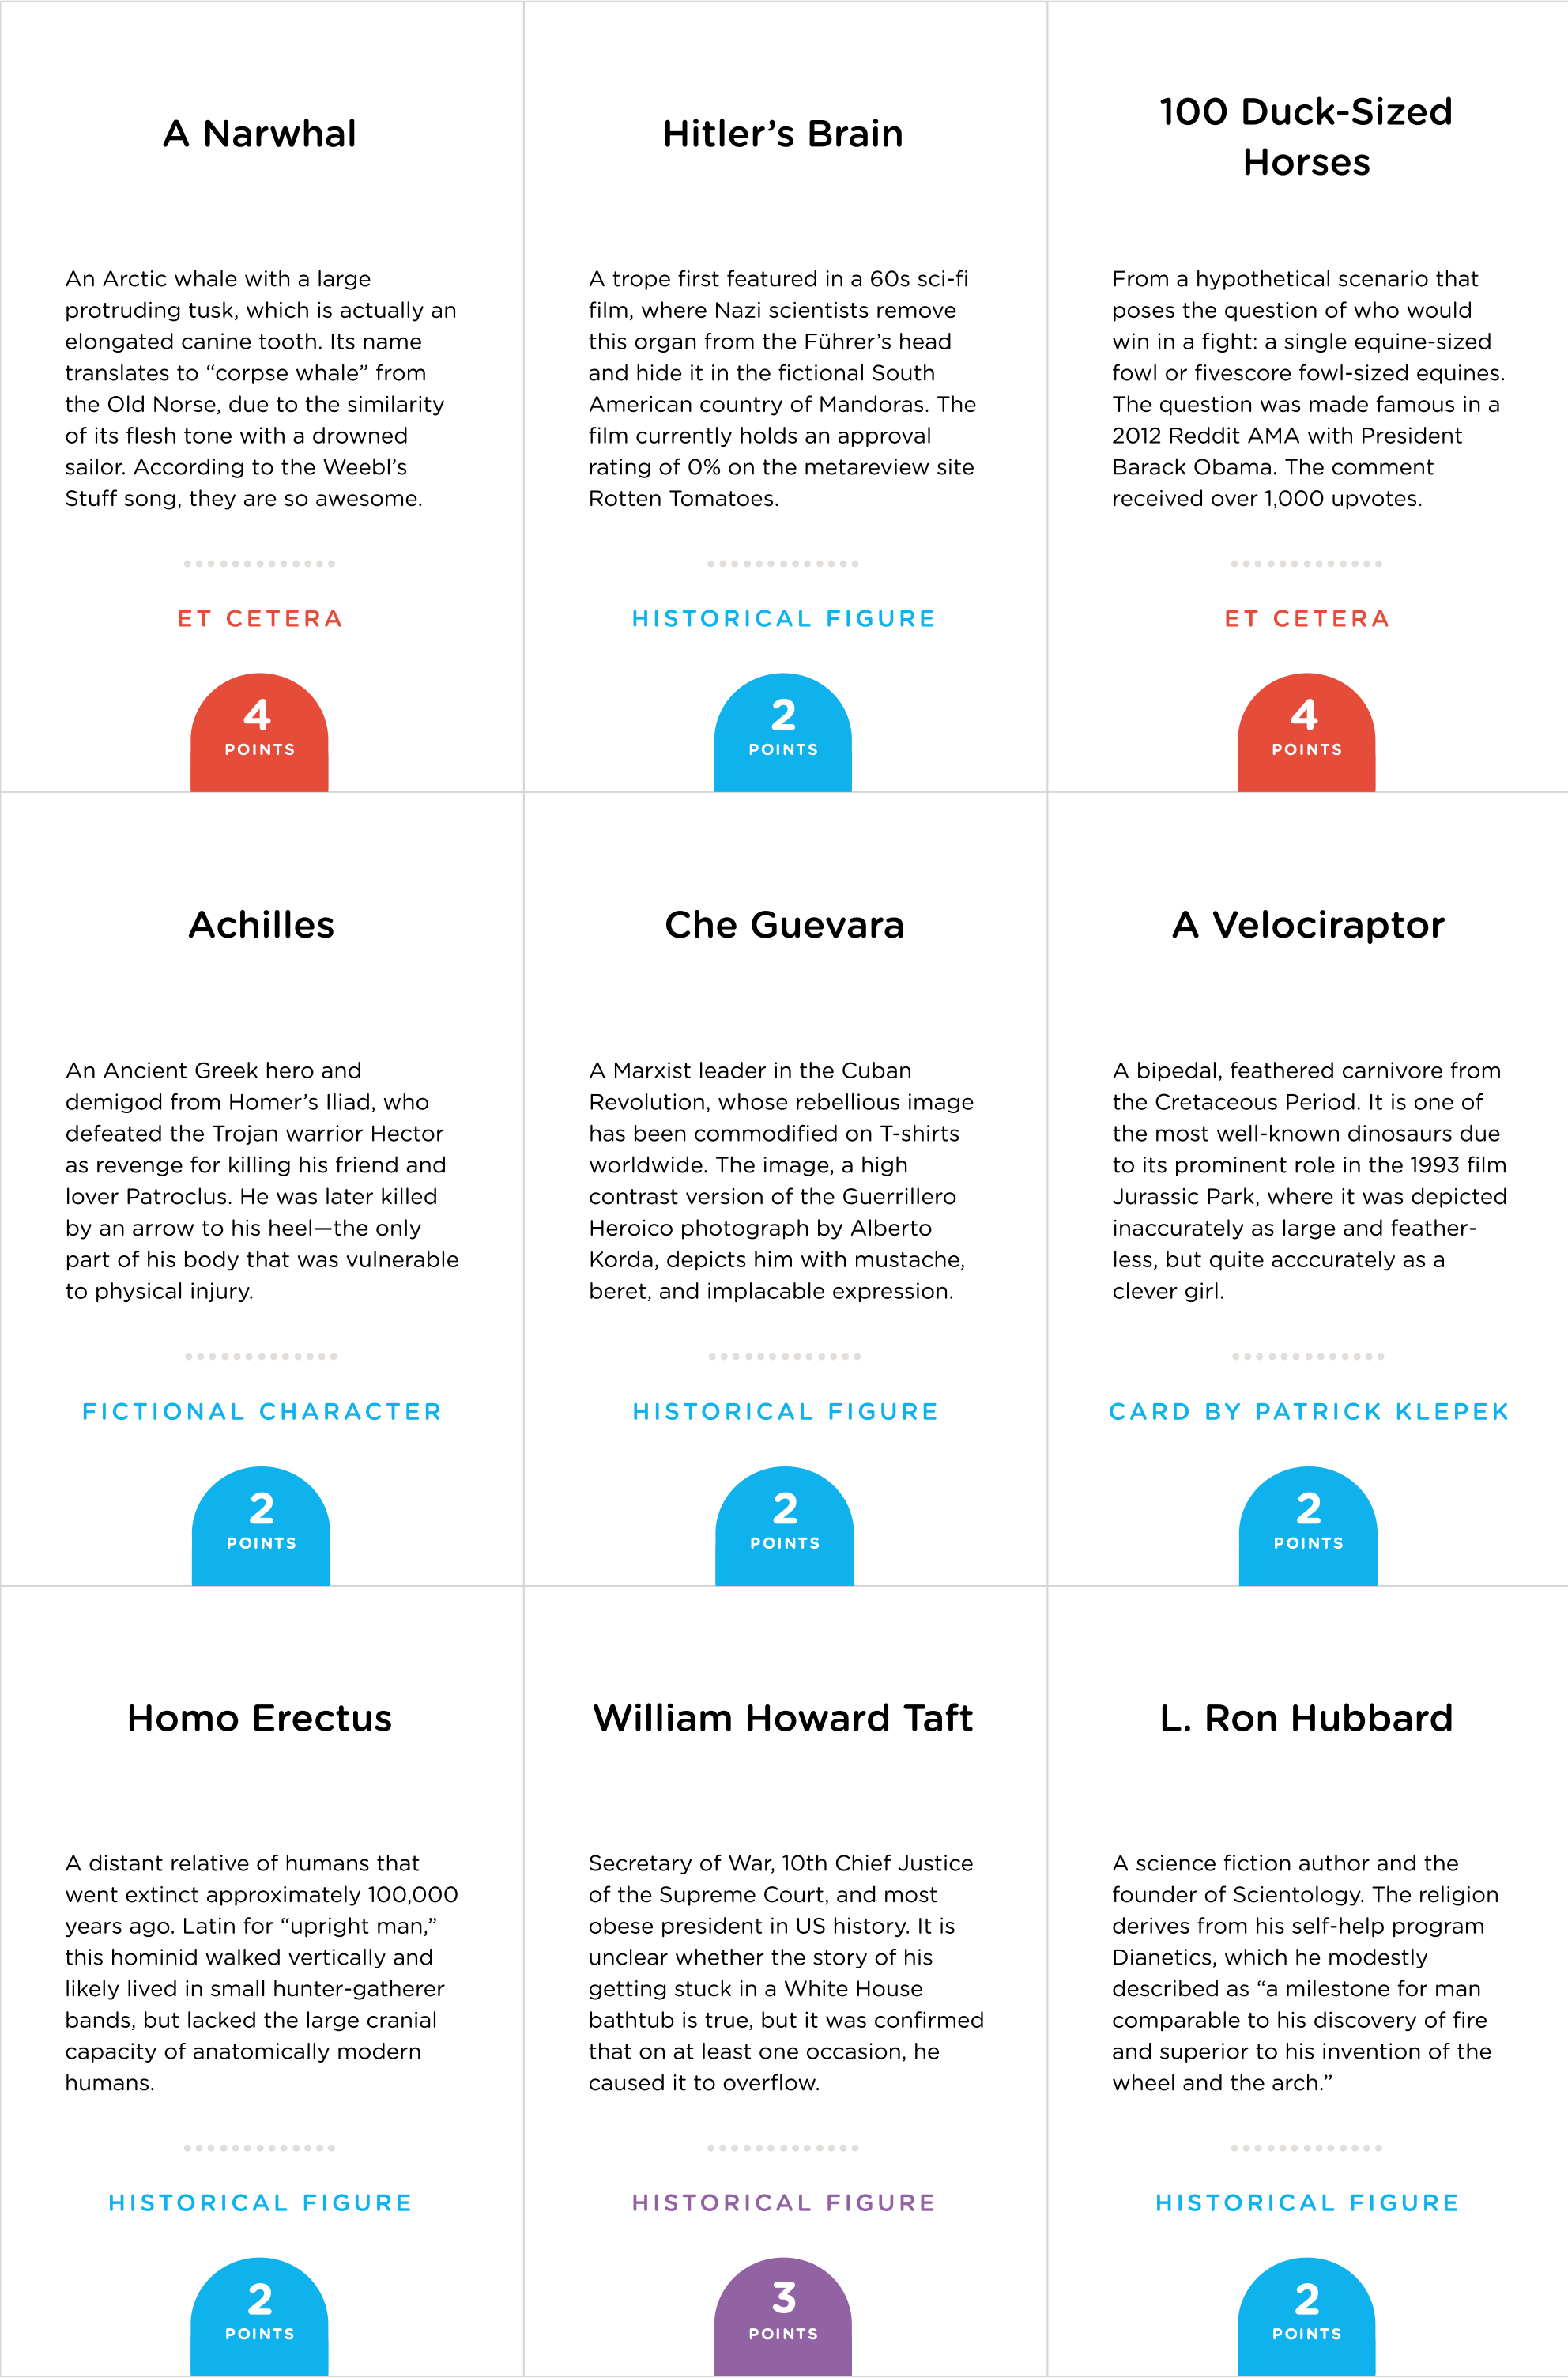 A Narwhal
An Arctic whale with a large
protruding tusk, which is actually an
elongated canine tooth. Its name
translates to “corpse whale” from
the Old Norse, due to the similarity
of its flesh tone with a drowned
sailor. According to the Weebl’s
Stuff song, they are so awesome.
ET CETERA
4
POINTS
Hitler’s Brain
A trope first featured in a 60s sci-fi
film, where Nazi scientists remove
this organ from the Führer’s head
and hide it in the fictional South
American country of Mandoras. The
film currently holds an approval
rating of 0% on the metareview site
Rotten Tomatoes.
HISTORICAL FIGURE
2
POINTS
100 Duck-Sized
Horses
From a hypothetical scenario that
poses the question of who would
win in a fight: a single equine-sized
fowl or fivescore fowl-sized equines.
The question was made famous in a
2012 Reddit AMA with President
Barack Obama. The comment
received over 1,000 upvotes.
ET CETERA
4
POINTS
Achilles
An Ancient Greek hero and
demigod from Homer’s Iliad, who
defeated the Trojan warrior Hector
as revenge for killing his friend and
lover Patroclus. He was later killed
by an arrow to his heel—the only
part of his body that was vulnerable
to physical injury.
FICTIONAL CHARACTER
2
POINTS
Che Guevara
A Marxist leader in the Cuban
Revolution, whose rebellious image
has been commodified on T-shirts
worldwide. The image, a high
contrast version of the Guerrillero
Heroico photograph by Alberto
Korda, depicts him with mustache,
beret, and implacable expression.
HISTORICAL FIGURE
2
POINTS
A Velociraptor
A bipedal, feathered carnivore from
the Cretaceous Period. It is one of
the most well-known dinosaurs due
to its prominent role in the 1993 film
Jurassic Park, where it was depicted
inaccurately as large and feather-
less, but quite acccurately as a
clever girl.
CARD BY PATRICK KLEPEK
2
POINTS
Homo Erectus
A distant relative of humans that
went extinct approximately 100,000
years ago. Latin for “upright man,”
this hominid walked vertically and
likely lived in small hunter-gatherer
bands, but lacked the large cranial
capacity of anatomically modern
humans.
HISTORICAL FIGURE
2
POINTS
William Howard Taft
Secretary of War, 10th Chief Justice
of the Supreme Court, and most
obese president in US history. It is
unclear whether the story of his
getting stuck in a White House
bathtub is true, but it was confirmed
that on at least one occasion, he
caused it to overflow.
HISTORICAL FIGURE
3
POINTS
L. Ron Hubbard
A science fiction author and the
founder of Scientology. The religion
derives from his self-help program
Dianetics, which he modestly
described as “a milestone for man
comparable to his discovery of fire
and superior to his invention of the
wheel and the arch.”
HISTORICAL FIGURE
2
POINTS